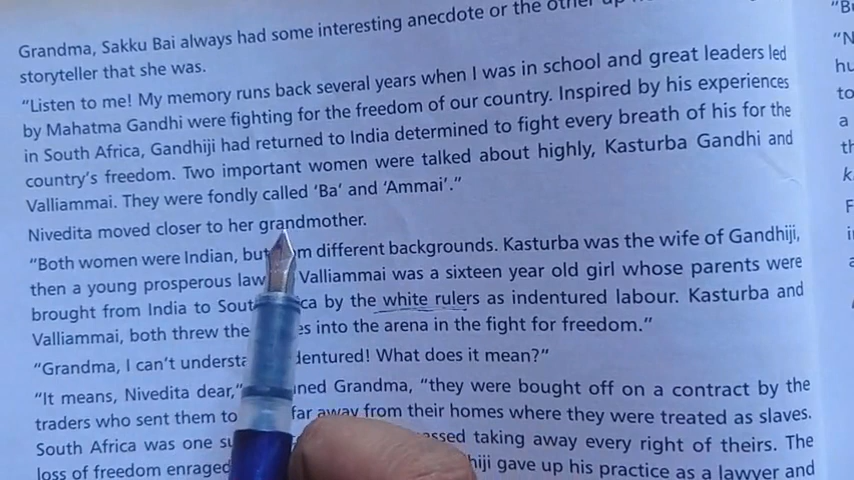 Grandma, Sakku Bai always had some interesting anecdote or the other up
storyteller that she was.
“Listen to me! My memory runs back several years when I was in school and great leaders led
by Mahatma Gandhi were fighting for the freedom of our country. Inspired by his experiences
in South Africa, Gandhiji had returned to India determined to fight every breath of his for the
country’s freedom. Two important women were talked about highly, Kasturba Gandhi and
Valliammai. They were fondly called ‘Ba’ and ‘Ammai’.”
Nivedita moved closer to her grandmother.
“Both women were Indian, but different backgrounds. Kasturba was the wife of Gandhiji,
then a young prosperous Valliammai was a sixteen year old girl whose parents were
brought from India to by the white rulers as indentured labour. Kasturba and
Valliammai, both threw into the arena in the fight for freedom.”
“Grandma, I can’t What does it mean?”
“It means, Nivedita dear,” Grandma, “they were bought off on a contract by the
traders who sent them to far away from their homes where they were treated as slaves.
South Africa was one taking away every right of theirs. The
loss of freedom enraged gave up his practice as a lawyer and
“N
to
a
k